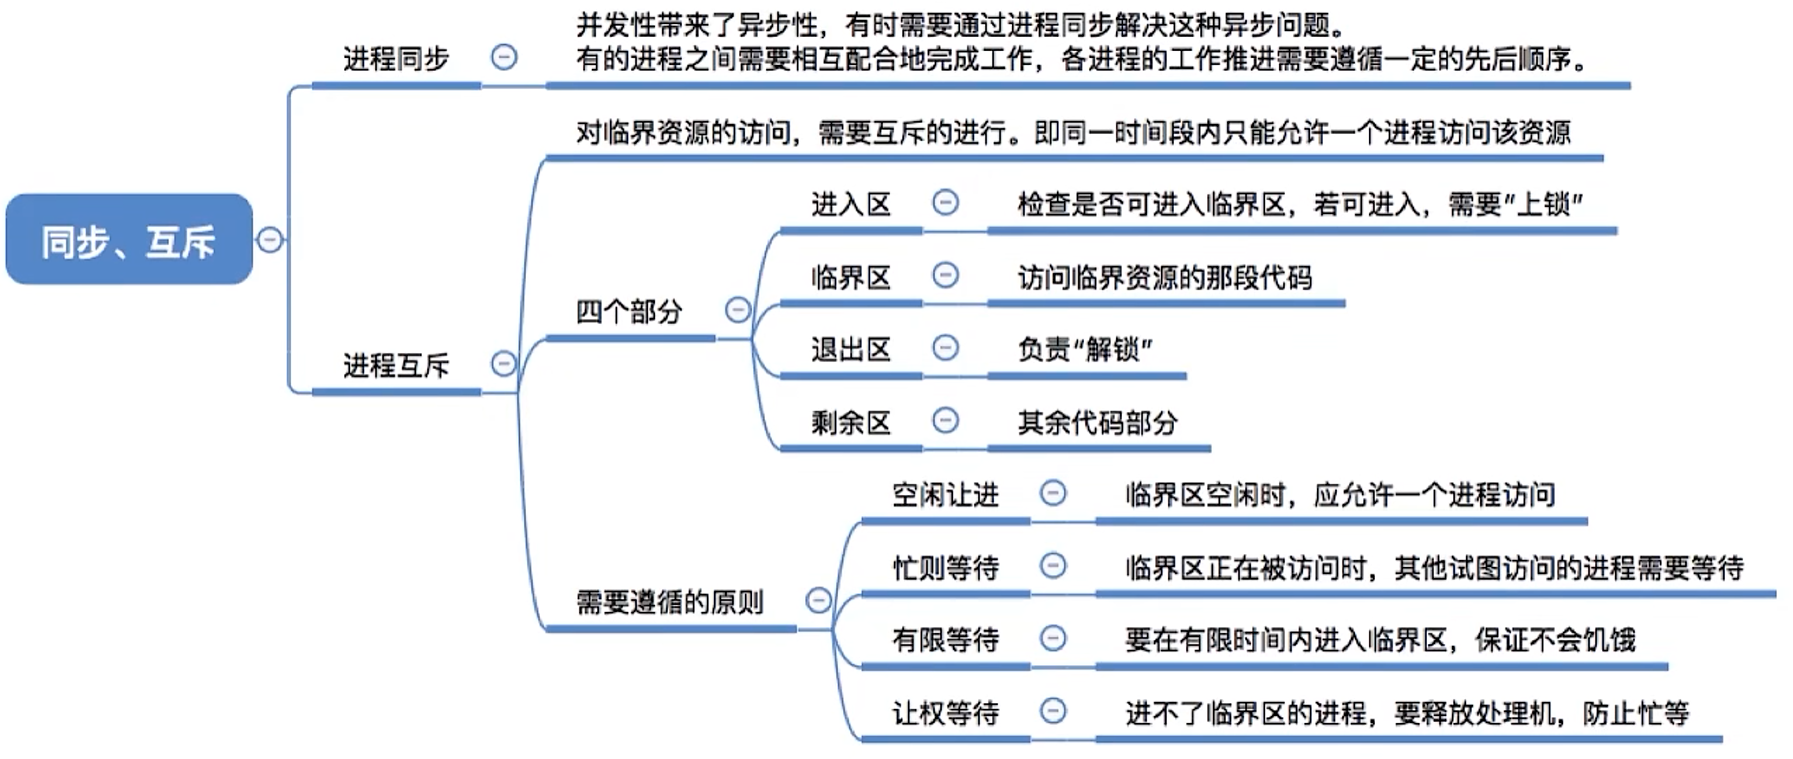 同步、互斥
进程同步
并发性带来了异步性，有时需要通过进程同步解决这种异步问题。
有的进程之间需要相互配合地完成工作，各进程的工作推进需要遵循一定的先后顺序。
进程互斥
对临界资源的访问，需要互斥的进行。即同一时间段内只能允许一个进程访问该资源
四个部分
进入区
检查是否可进入临界区，若可进入，需要“上锁”
临界区
访问临界资源的那段代码
退出区
负责“解锁”
剩余区
其余代码部分
需要遵循的原则
空闲让进
临界区空闲时，应允许一个进程访问
忙则等待
临界区正在被访问时，其他试图访问的进程需要等待
有限等待
要在有限时间内进入临界区，保证不会饥饿
让权等待
进不了临界区的进程，要释放处理机，防止忙等